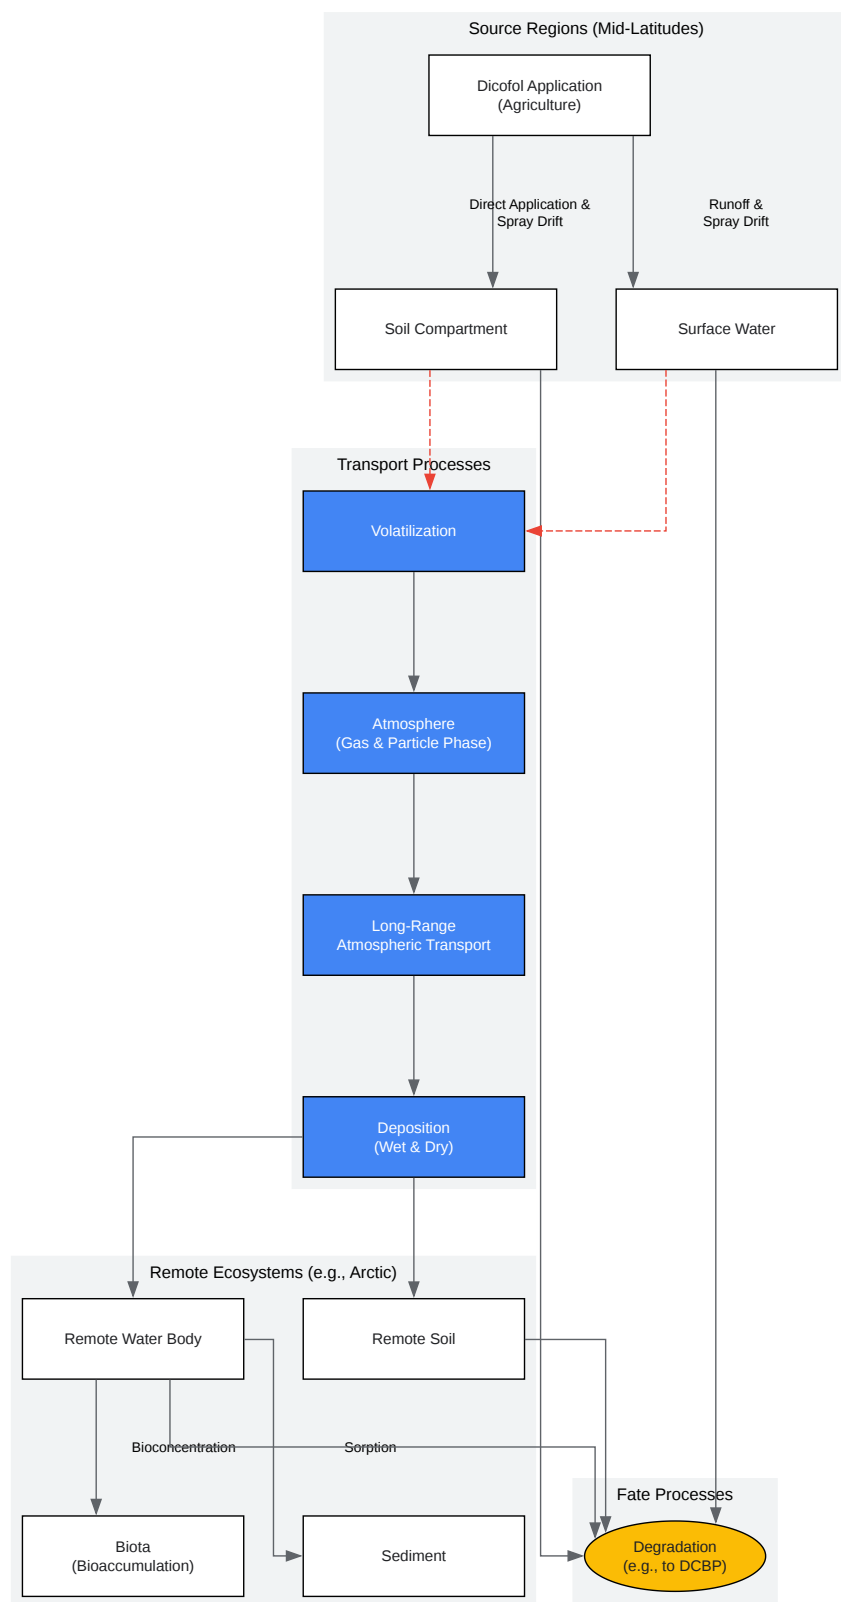 Source Regions (Mid-Latitudes)
Dicofol Application
(Agriculture)
Direct Application &
Spray Drift
Runoff &
Spray Drift
Soil Compartment
Surface Water
Transport Processes
Volatilization
Atmosphere
(Gas & Particle Phase)
Long-Range
Atmospheric Transport
Deposition
(Wet & Dry)
Remote Ecosystems (e.g., Arctic)
Remote Water Body
Remote Soil
Bioconcentration
Sorption
Biota
(Bioaccumulation)
Sediment
Fate Processes
Degradation
(e.g., to DCBP)